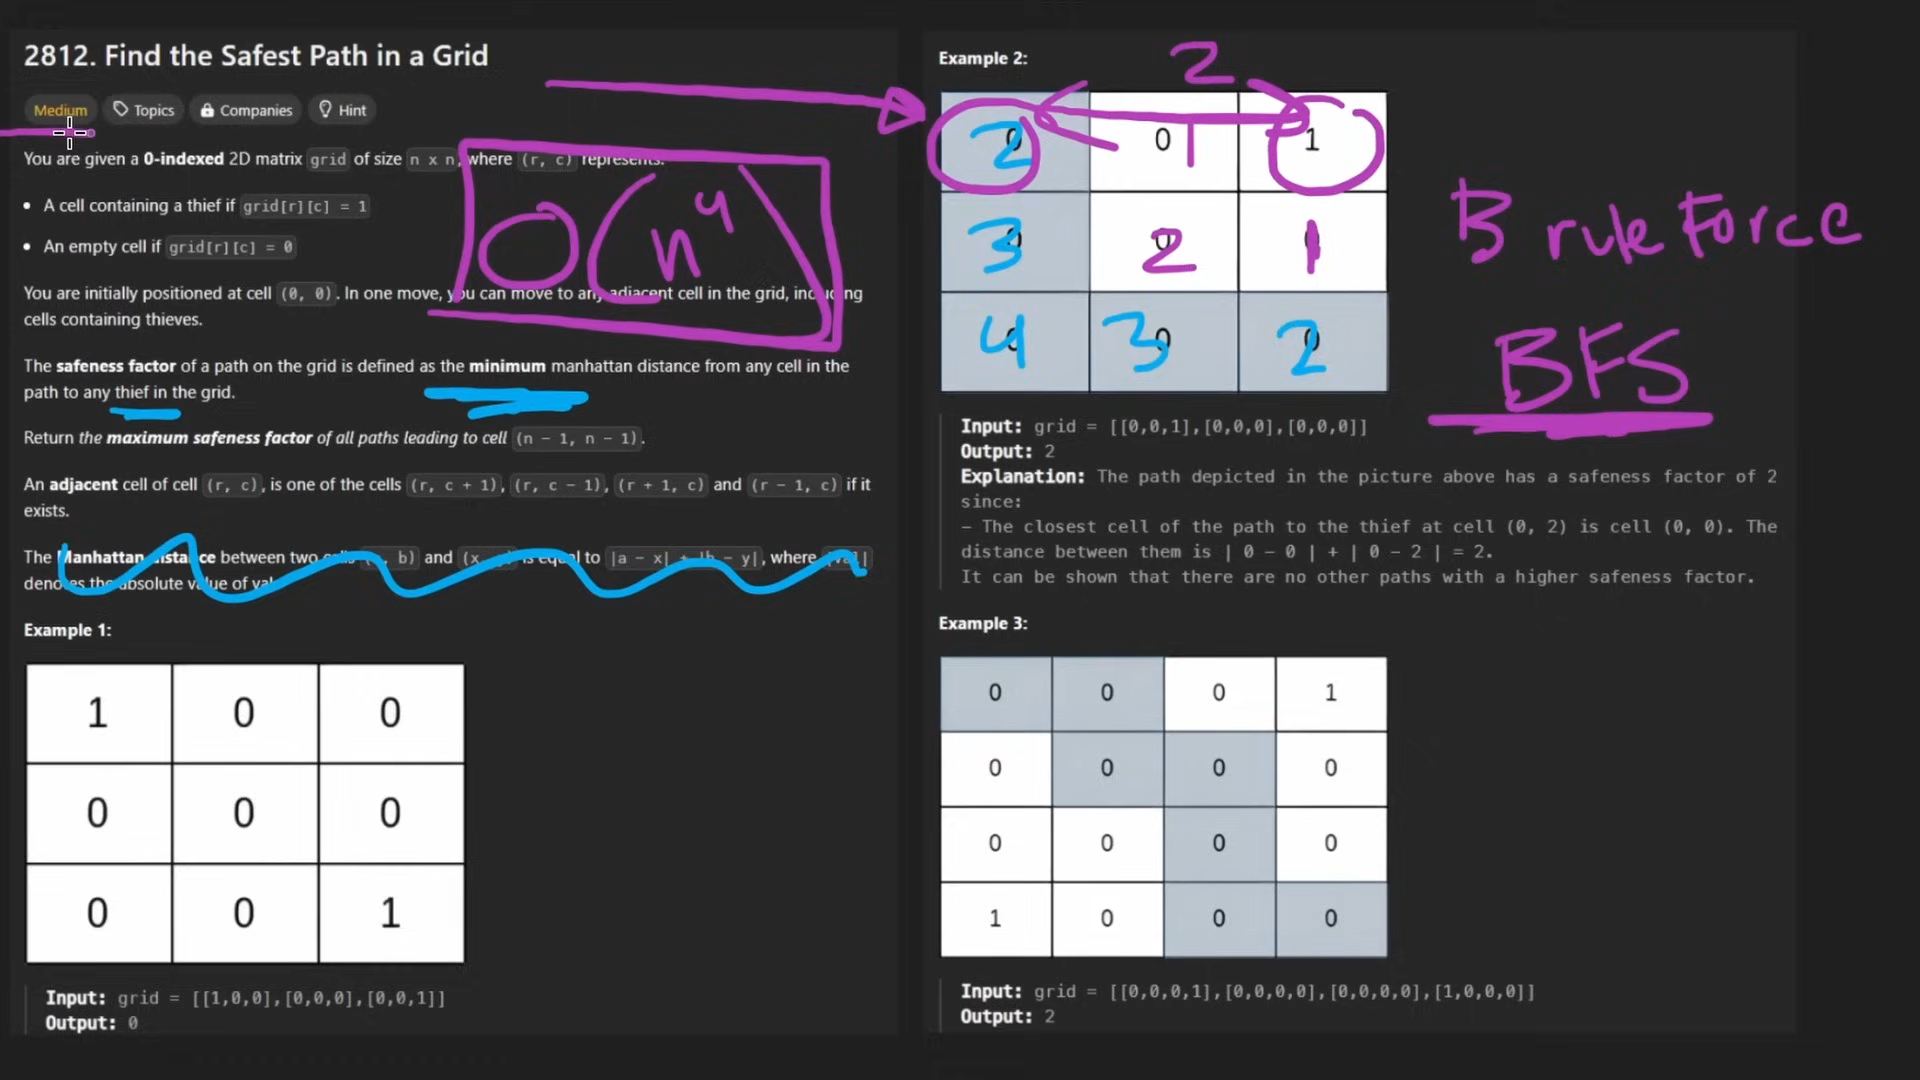 2812. Find the Safest Path in a Grid
Medium Topics Companies Hint
You are given a 0-indexed 2D matrix grid of size n x n, where (r, c) represents:
• A cell containing a thief if grid[r][c] = 1
• An empty cell if grid[r][c] = 0
O(n4)
You are initially positioned at cell (0, 0). In one move, you can move to any adjacent cell in the grid, including
cells containing thieves.
The safeness factor of a path on the grid is defined as the minimum manhattan distance from any cell in the
path to any thief in the grid.
Return the maximum safeness factor of all paths leading to cell (n - 1, n - 1).
An adjacent cell of cell (r, c), is one of the cells (r, c + 1), (r, c - 1), (r + 1, c) and (r - 1, c) if it
exists.
The Manhattan distance between two cells (a, b) and (x, y) is equal to |a - x| + |b - y|, where |val|
denotes the absolute value of val.
Example 1:
1 0 0
0 0 0
0 0 1
Input: grid = [[1,0,0],[0,0,0],[0,0,1]]
Output: 0
Example 2:
2
0 0 1
2 1
0 0 0
3 2 1
0 0 0
4 3 2
Brute Force
BFS
Input: grid = [[0,0,1],[0,0,0],[0,0,0]]
Output: 2
Explanation: The path depicted in the picture above has a safeness factor of 2
since:
- The closest cell of the path to the thief at cell (0, 2) is cell (0, 0). The
distance between them is | 0 - 0 | + | 0 - 2 | = 2.
It can be shown that there are no other paths with a higher safeness factor.
Example 3:
0 0 0 1
0 0 0 0
0 0 0 0
1 0 0 0
Input: grid = [[0,0,0,1],[0,0,0,0],[0,0,0,0],[1,0,0,0]]
Output: 2